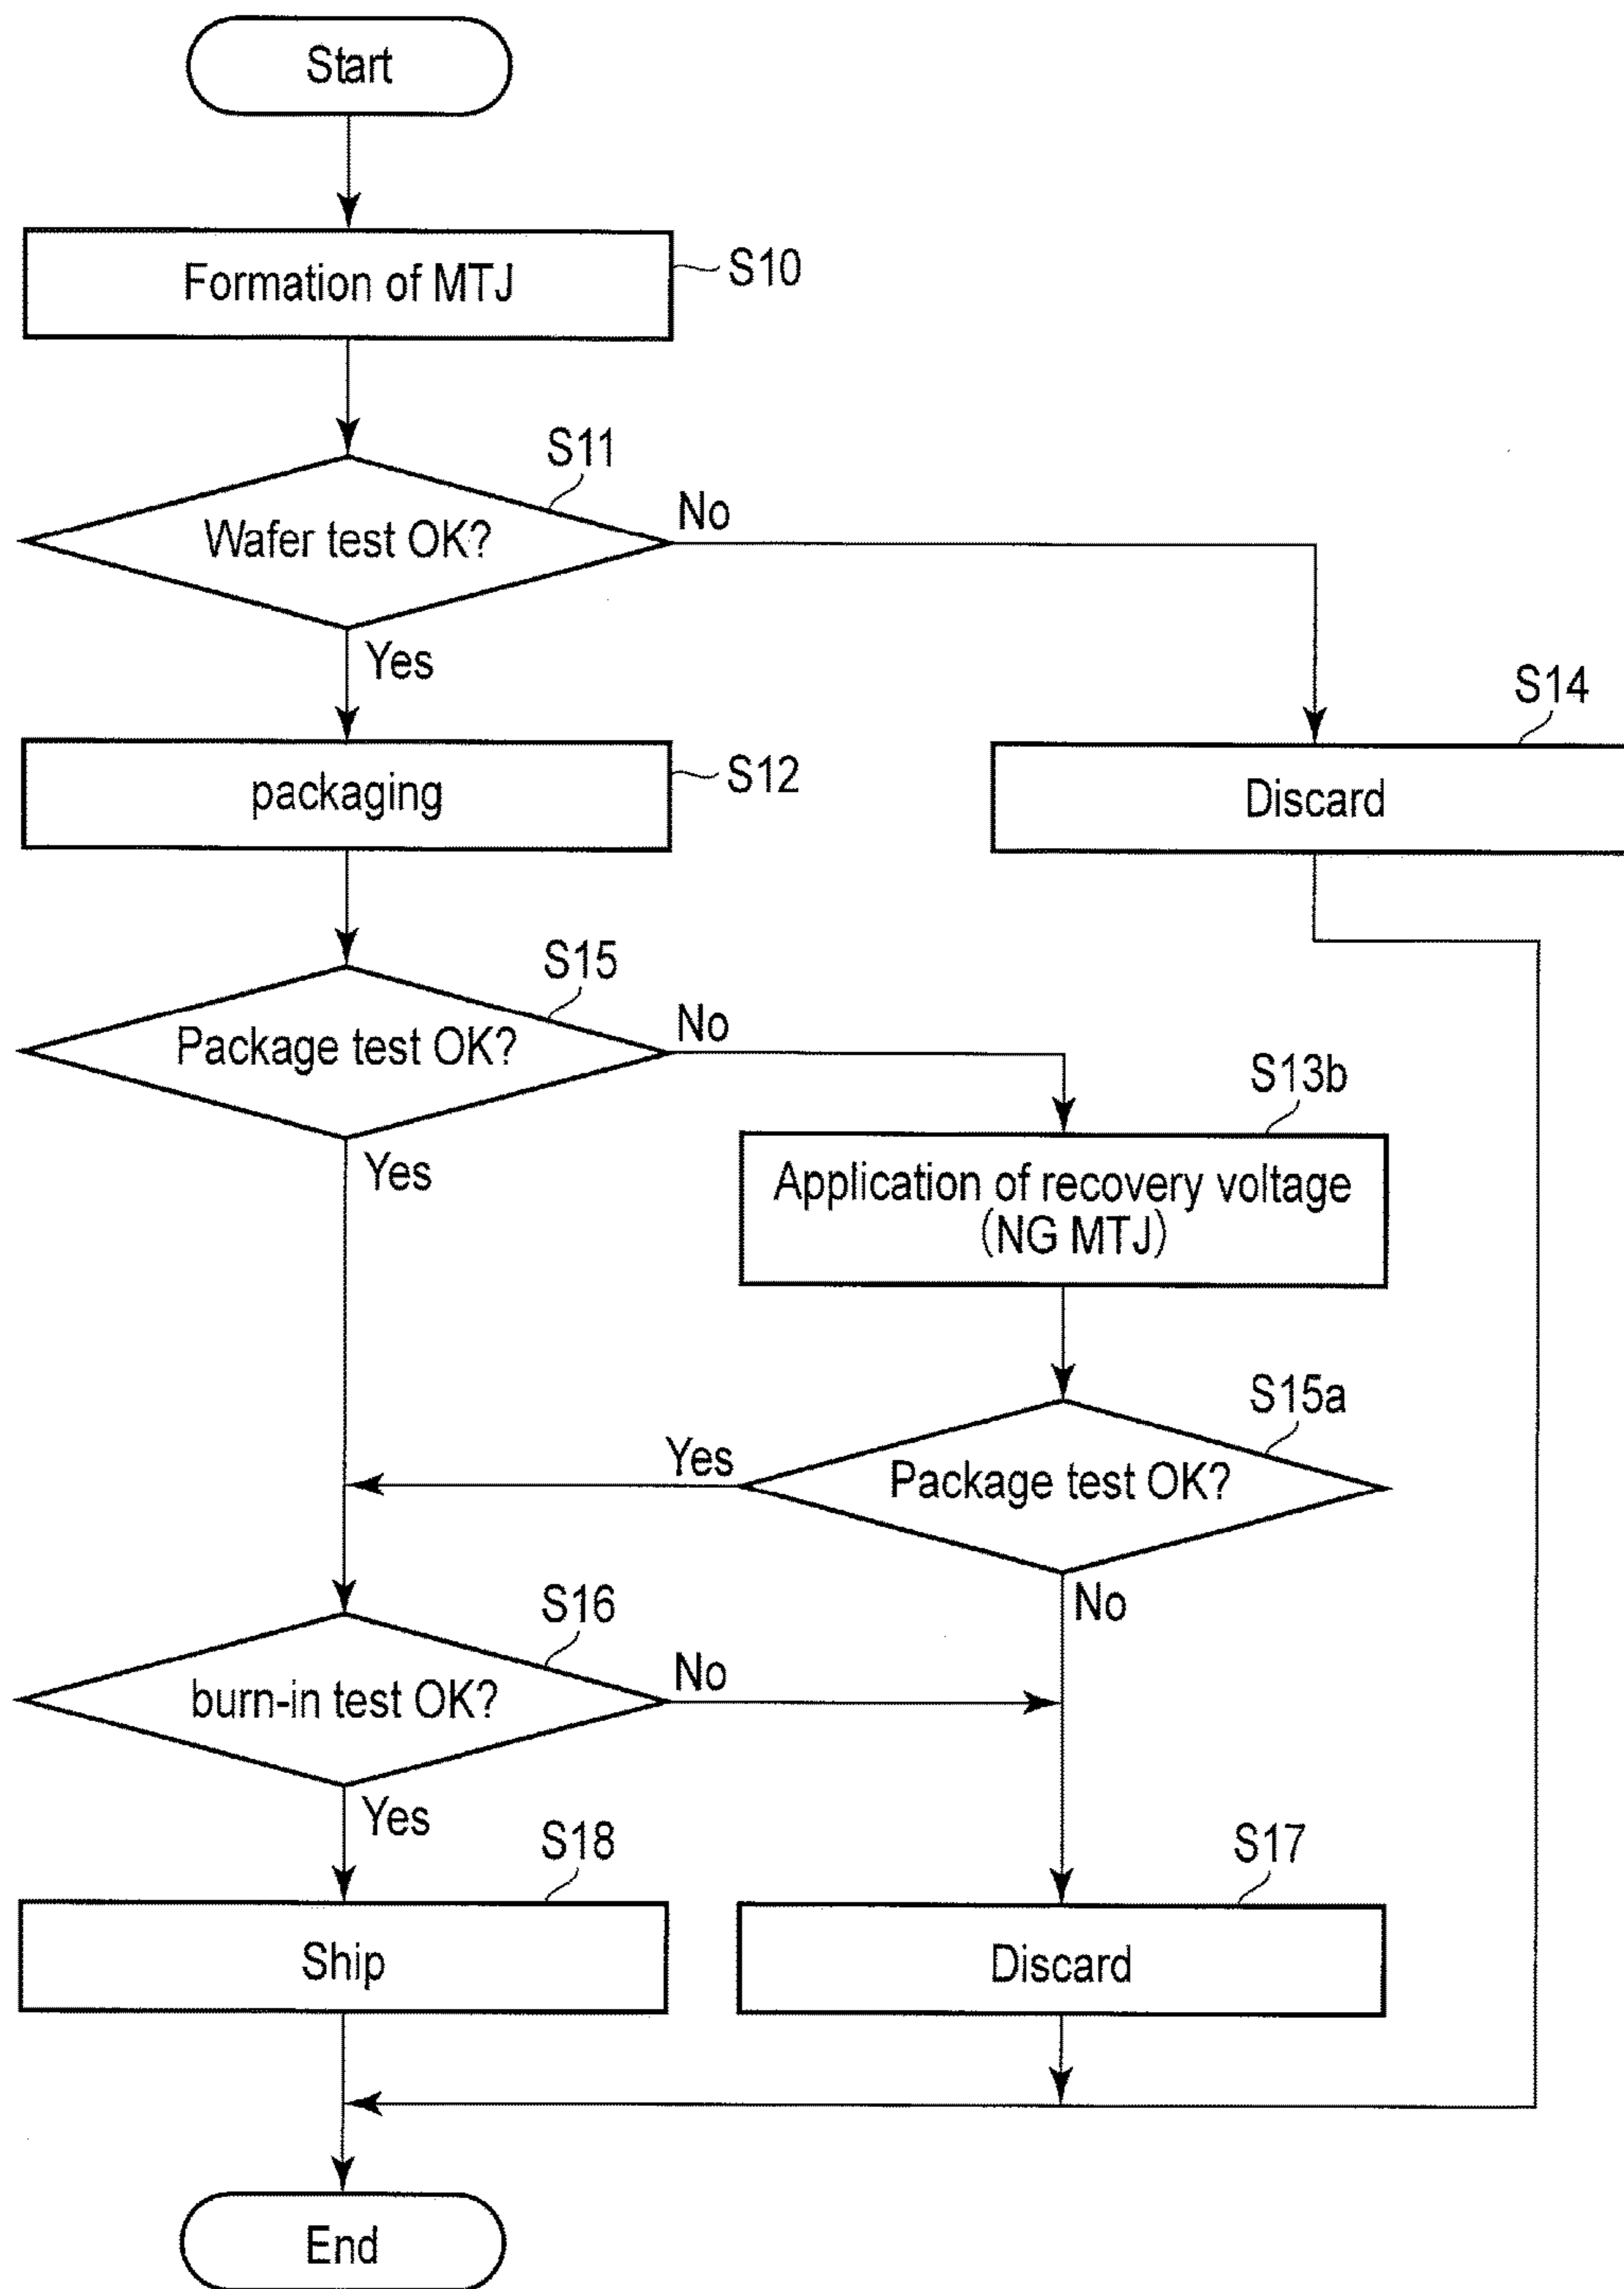 Start
Formation of MTJ
S10
S11
Wafer test OK?
No
Yes
S14
packaging
S12
Discard
S15
Package test OK?
No
Yes
S13b
Application of recovery voltage
(NG MTJ)
S15a
Yes
Package test OK?
No
S16
burn-in test OK?
No
Yes
S18
S17
Ship
Discard
End